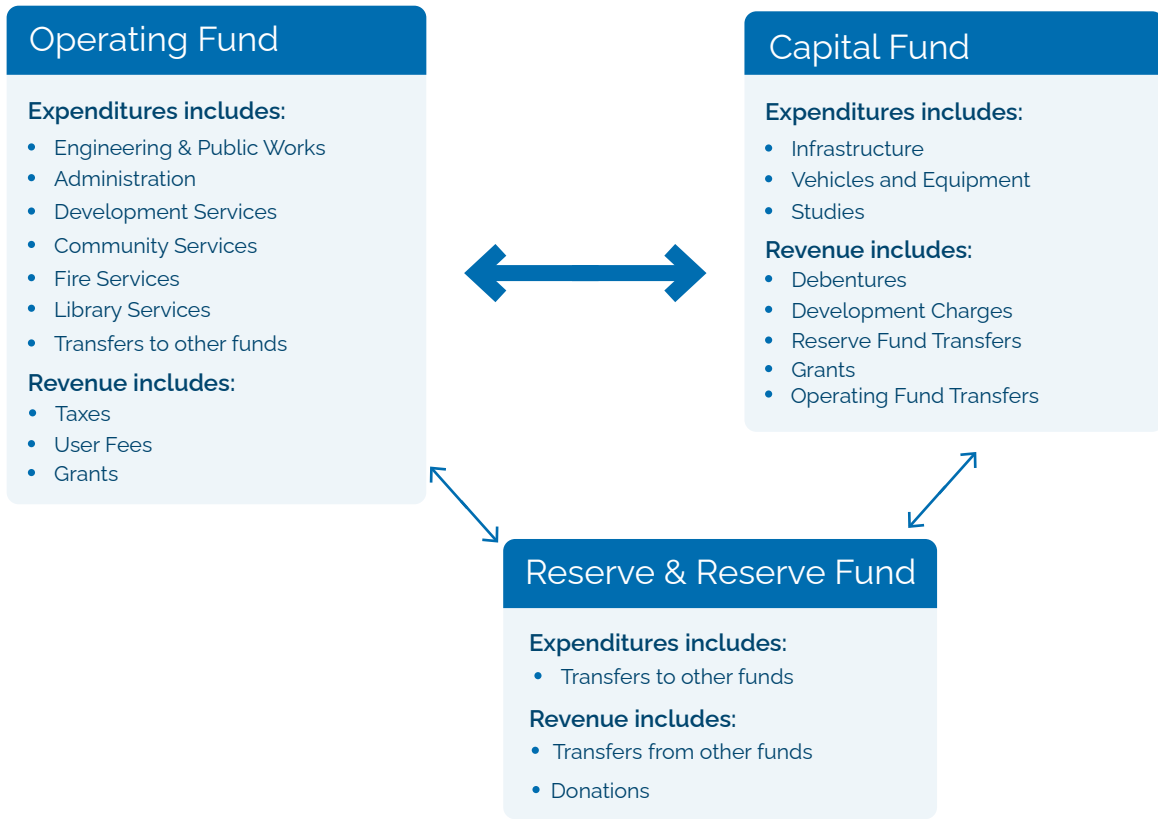 Operating Fund
Expenditures includes:
• Engineering & Public Works
• Administration
• Development Services
• Community Services
• Fire Services
• Library Services
• Transfers to other funds
Revenue includes:
• Taxes
• User Fees
• Grants
Capital Fund
Expenditures includes:
• Infrastructure
• Vehicles and Equipment
• Studies
Revenue includes:
• Debentures
• Development Charges
• Reserve Fund Transfers
• Grants
• Operating Fund Transfers
Reserve & Reserve Fund
Expenditures includes:
• Transfers to other funds
Revenue includes:
• Transfers from other funds
• Donations